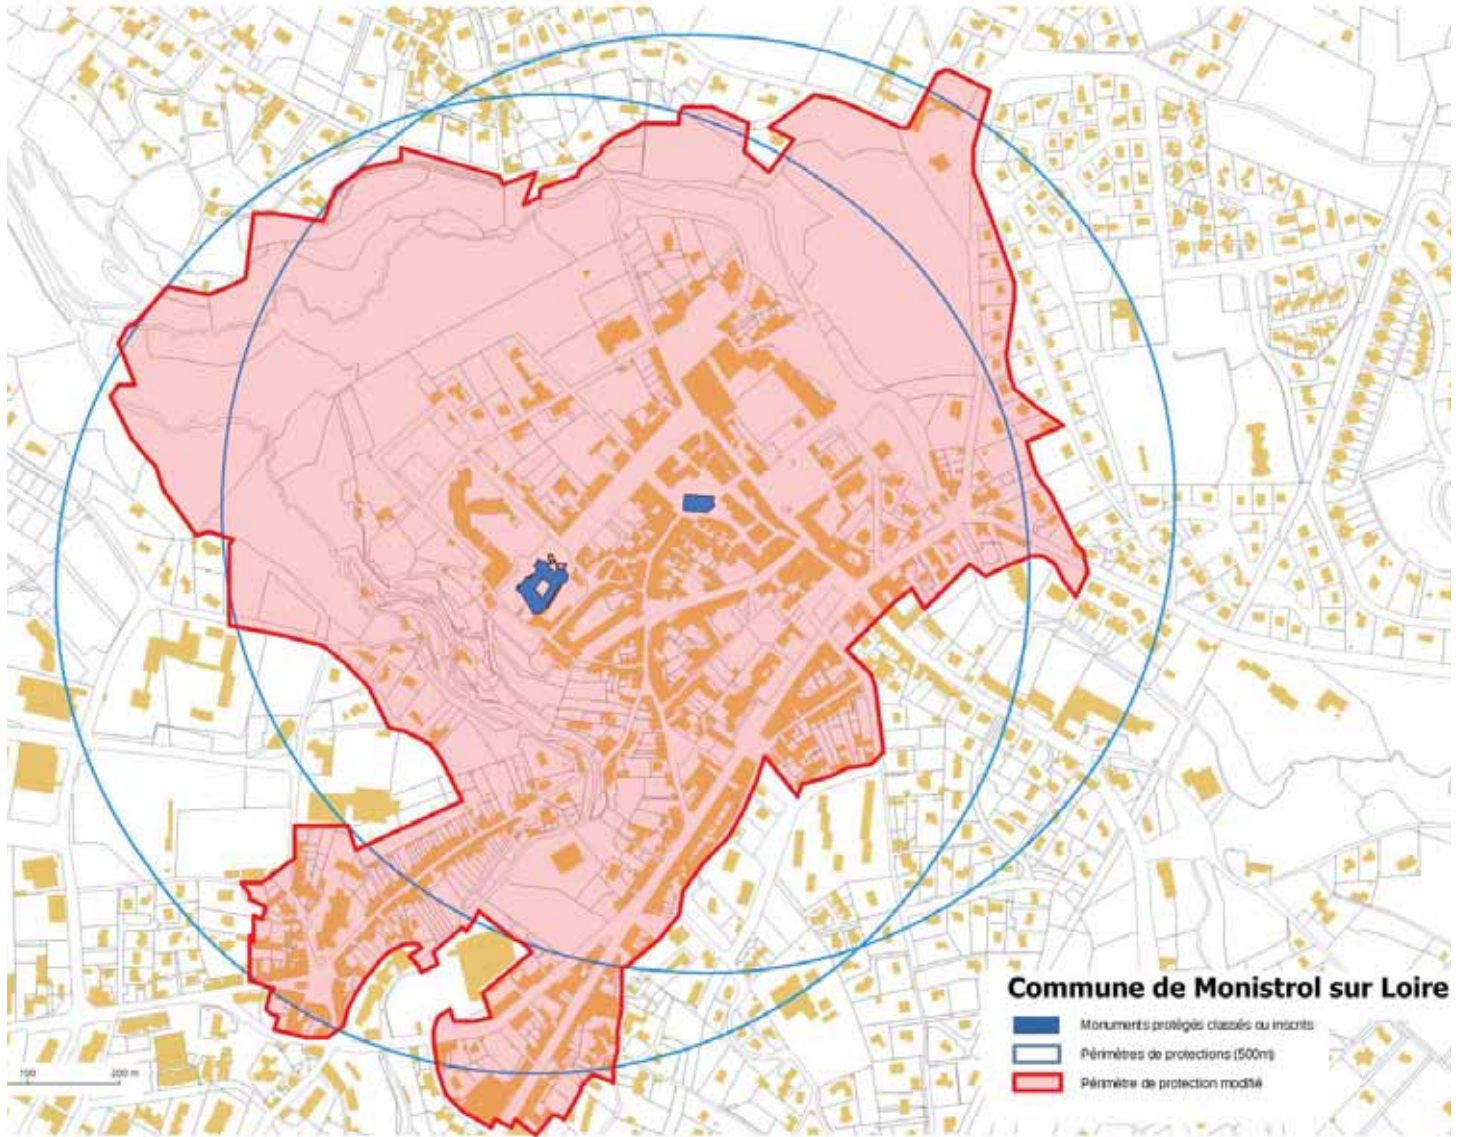 Commune de Monistrol sur Loire
Monuments protégés classés ou inscrits
Périmètres de protections (500m)
Périmètre de protection modifié
100
200 m